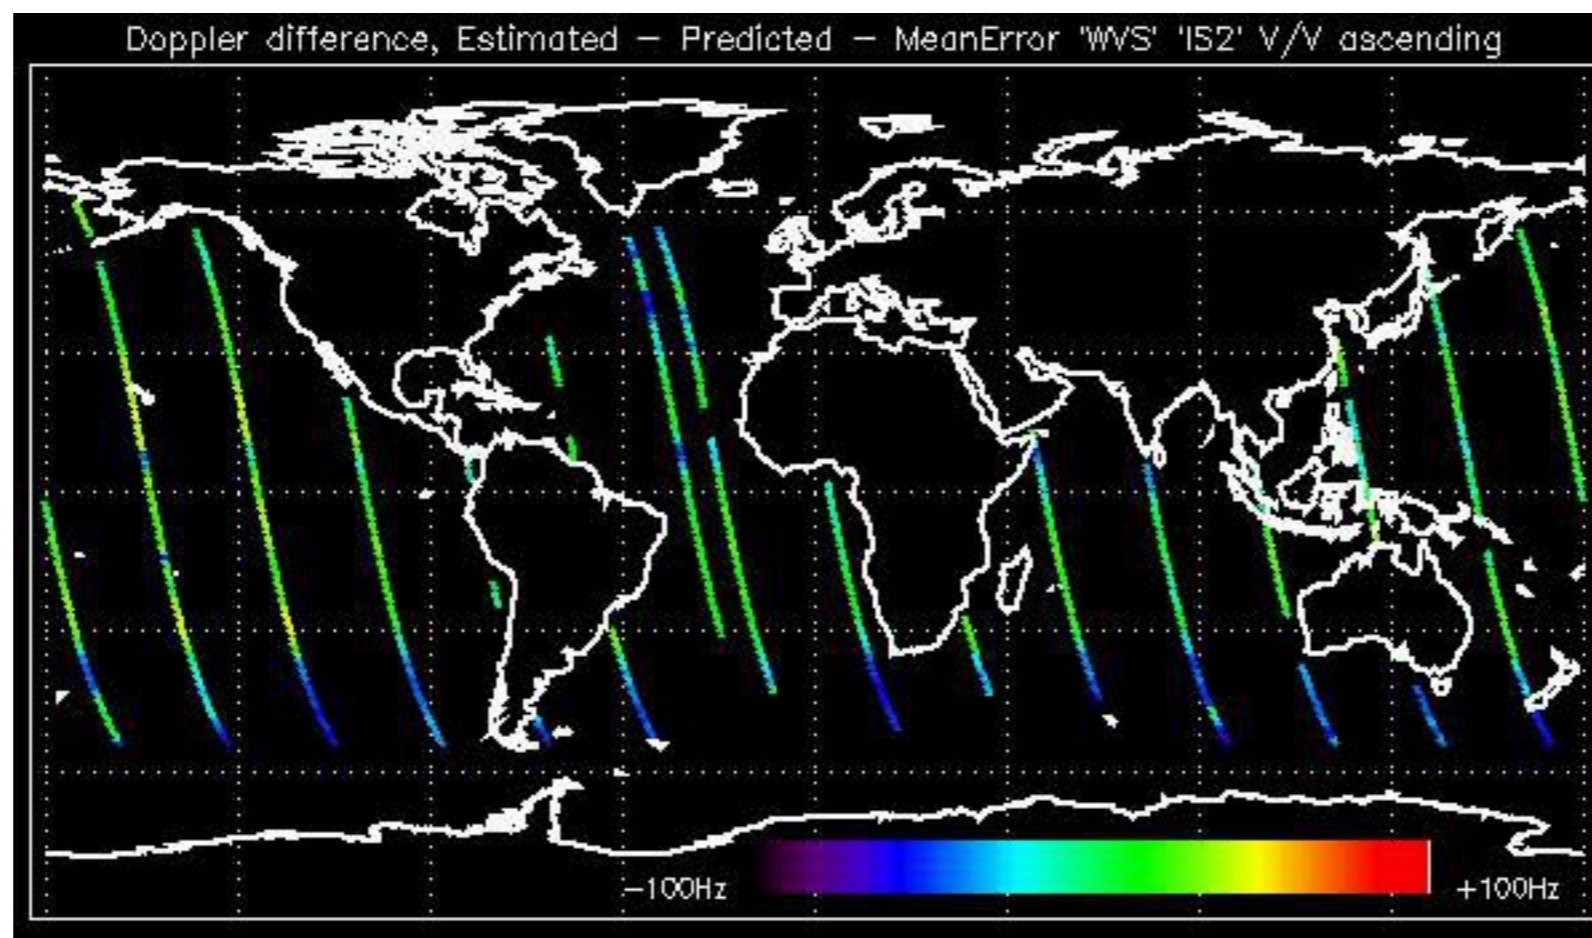 Doppler difference, Estimated – Predicted – MeanError 'WVS' 'IS2' V/V ascending
–100Hz
+100Hz